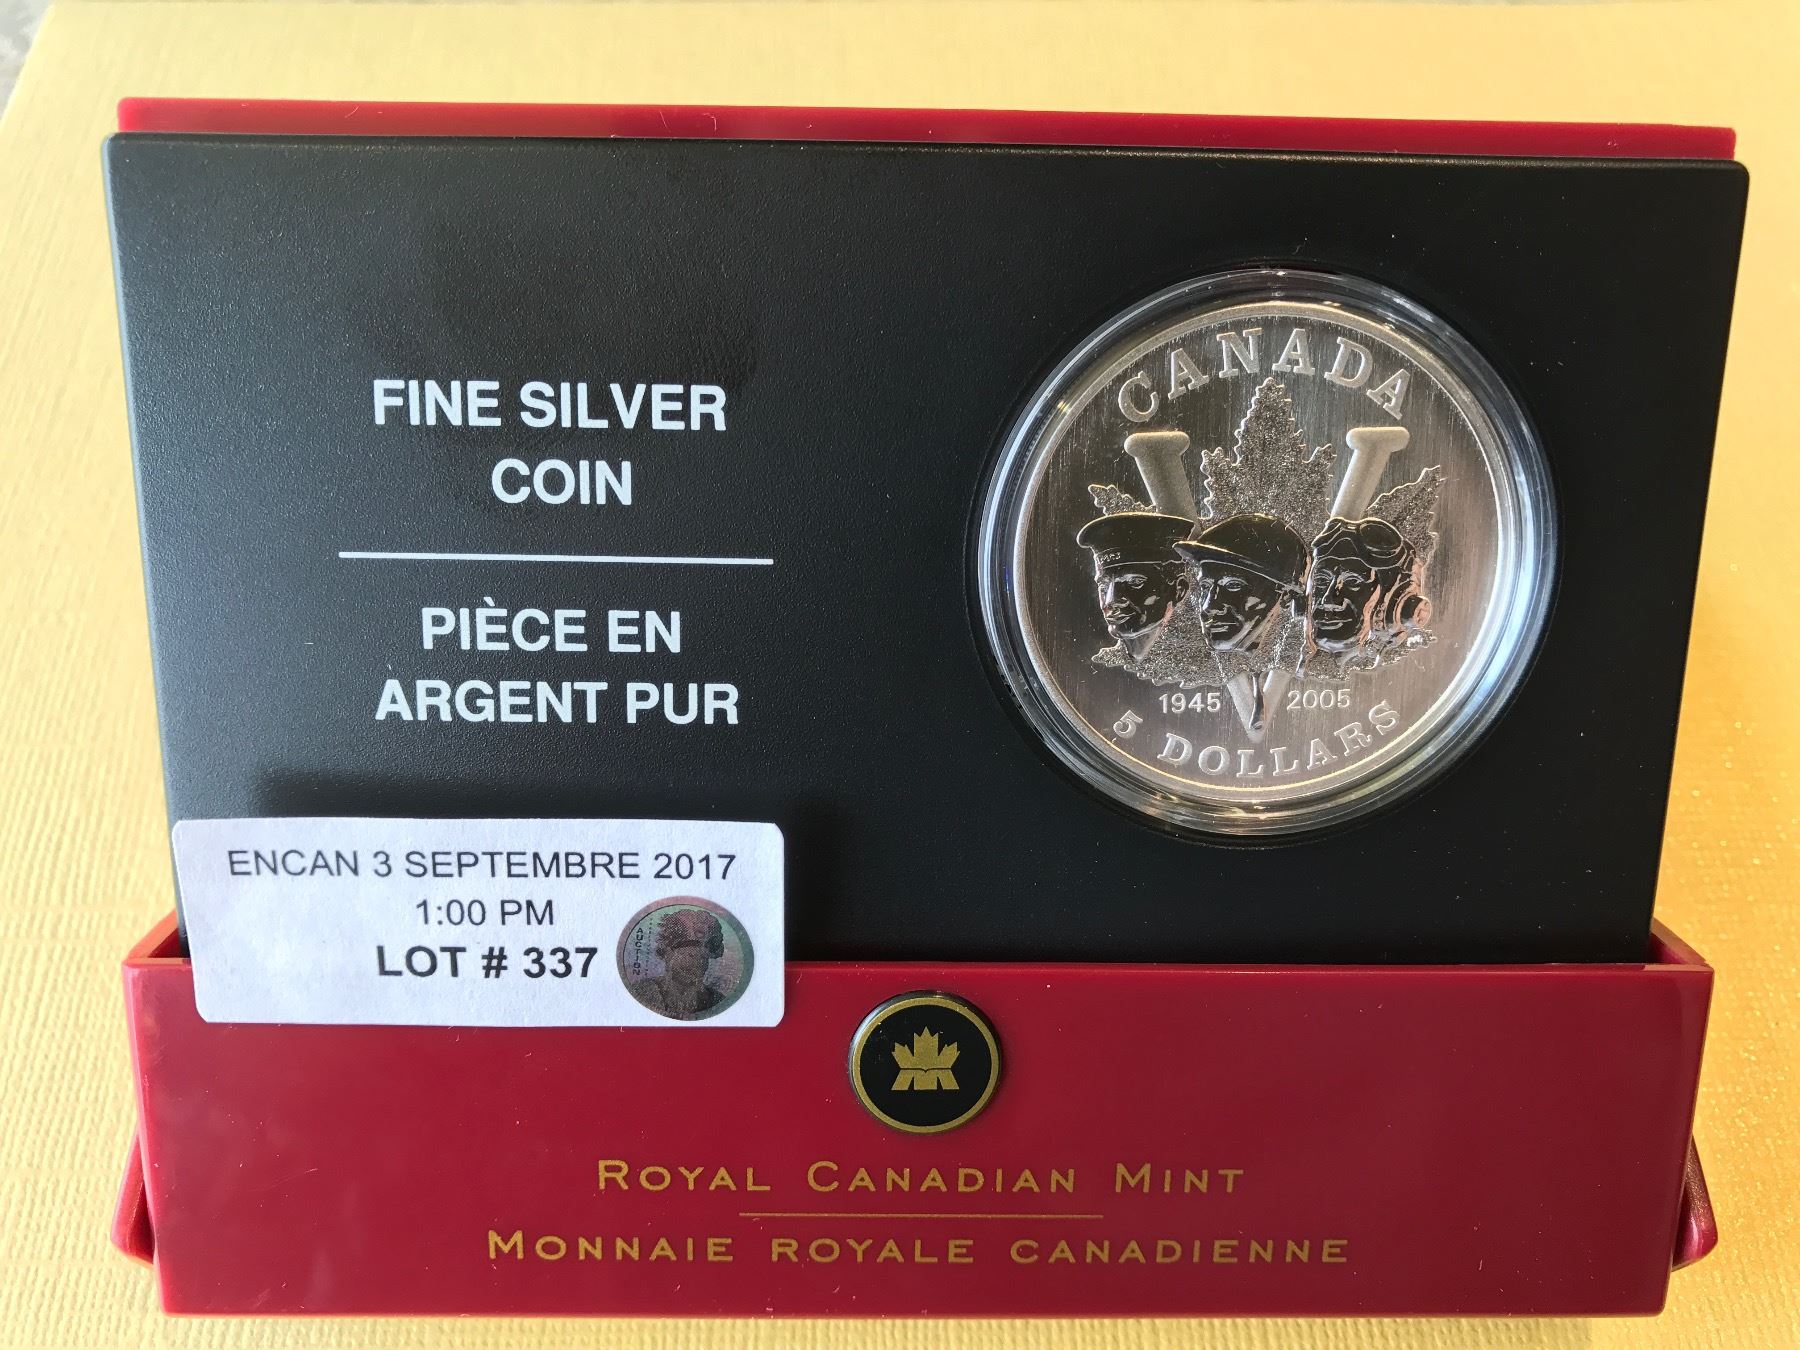 FINE SILVER
COIN
PIÈCE EN
ARGENT PUR
CANADA
1945 2005
5 DOLLARS
ENCAN 3 SEPTEMBRE 2017
1:00 PM
LOT # 337
AUCTION
ROYAL CANADIAN MINT
MONNAIE ROYALE CANADIENNE